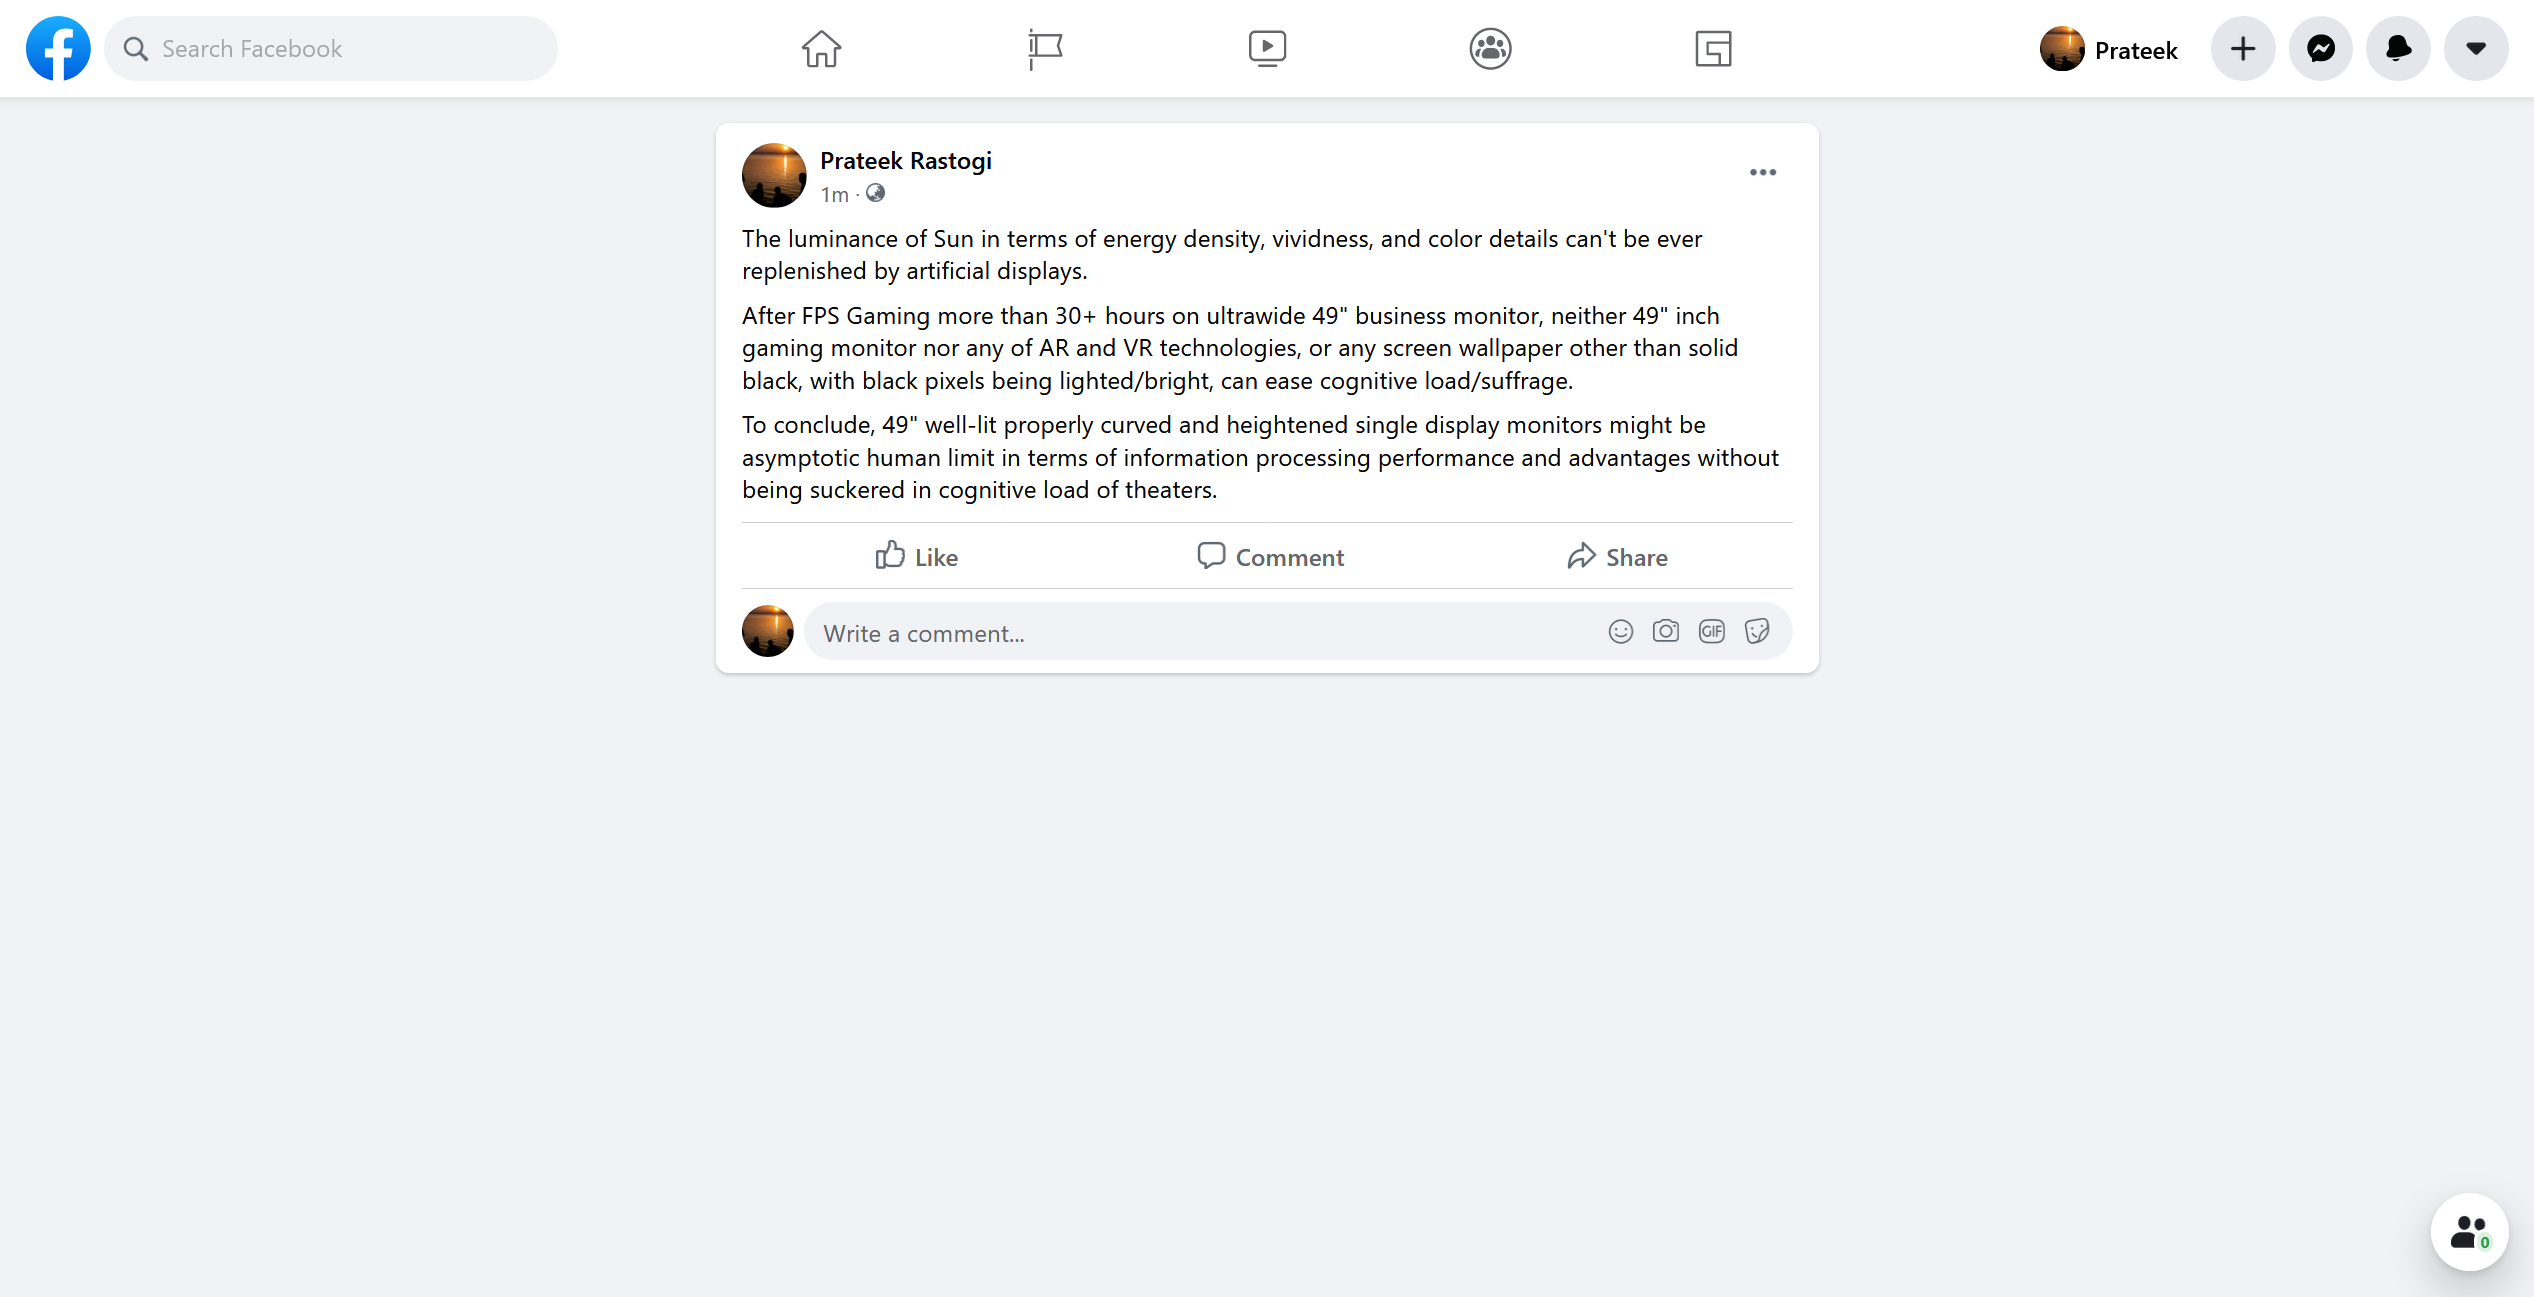 Search Facebook
Prateek
Prateek Rastogi
1m ·
The luminance of Sun in terms of energy density, vividness, and color details can't be ever
replenished by artificial displays.
After FPS Gaming more than 30+ hours on ultrawide 49" business monitor, neither 49" inch
gaming monitor nor any of AR and VR technologies, or any screen wallpaper other than solid
black, with black pixels being lighted/bright, can ease cognitive load/suffrage.
To conclude, 49" well-lit properly curved and heightened single display monitors might be
asymptotic human limit in terms of information processing performance and advantages without
being suckered in cognitive load of theaters.
Like Comment Share
Write a comment... GIF
0